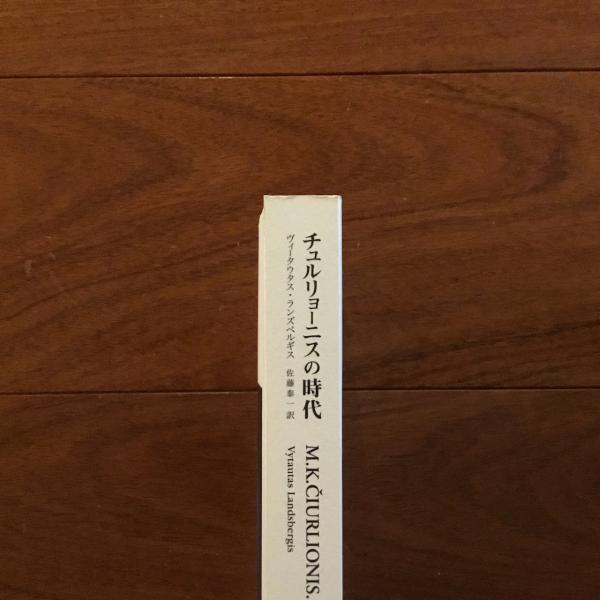 チュルリョーニスの時代
ヴィータウタス・ランズベルギス 佐藤泰一 訳
M.K.ČIURLIONIS.
Vytautas Landsbergis